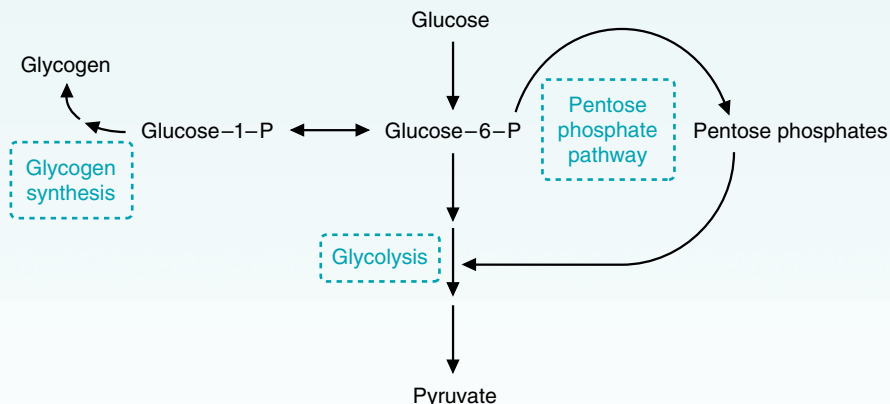 Glucose
Glycogen
Glucose–1–P
Glucose–6–P
Pentose
phosphate
pathway
Pentose phosphates
Glycogen
synthesis
Glycolysis
Pyruvate